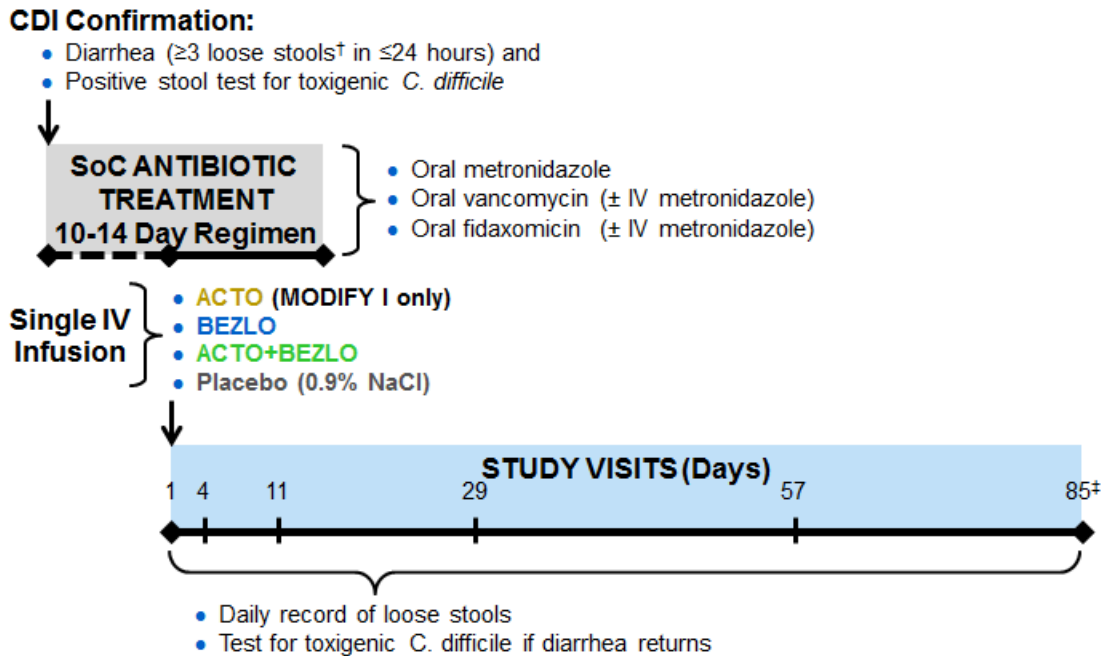 CDI Confirmation:
• Diarrhea (≥3 loose stools† in ≤24 hours) and
• Positive stool test for toxigenic C. difficile
SoC ANTIBIOTIC
TREATMENT
10-14 Day Regimen
• Oral metronidazole
• Oral vancomycin (± IV metronidazole)
• Oral fidaxomicin (± IV metronidazole)
Single IV
Infusion
• ACTO (MODIFY I only)
• BEZLO
• ACTO+BEZLO
• Placebo (0.9% NaCl)
STUDY VISITS (Days)
1 4 11 29 57 85‡
• Daily record of loose stools
• Test for toxigenic C. difficile if diarrhea returns